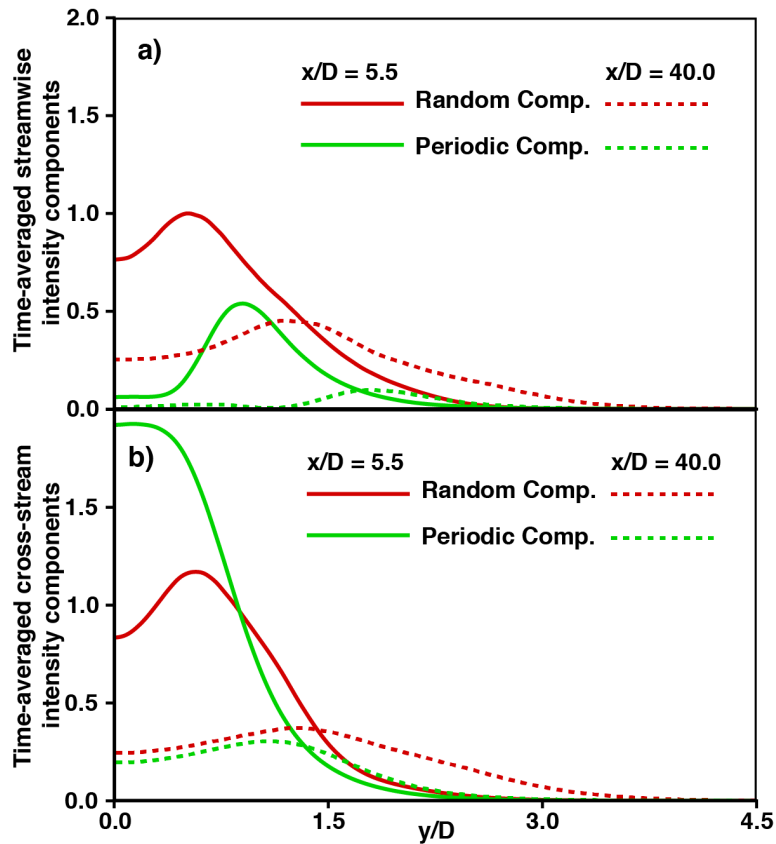 2.0
a)
x/D = 5.5 x/D = 40.0
1.5
Random Comp.
Periodic Comp.
1.0
0.5
0.0
Time-averaged streamwise
intensity components
b)
x/D = 5.5 x/D = 40.0
1.5
Random Comp.
Periodic Comp.
1.0
0.5
0.0
Time-averaged cross-stream
intensity components
0.0 1.5 3.0 4.5
y/D